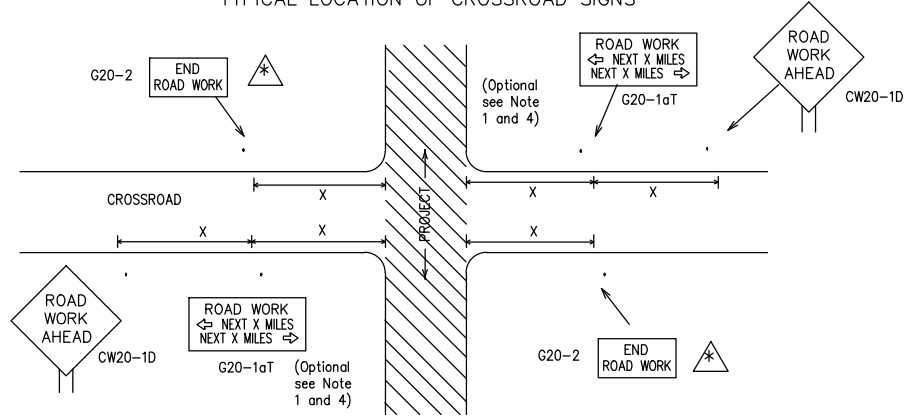 TYPICAL LOCATION OF CROSSROAD SIGNS
G20-2
END
ROAD WORK
*
(Optional
see Note
1 and 4)
ROAD WORK
⇦ NEXT X MILES
NEXT X MILES ⇨
G20-1aT
ROAD
WORK
AHEAD
CW20-1D
CROSSROAD
X
X
X
PROJECT
X
X
X
ROAD
WORK
AHEAD
CW20-1D
ROAD WORK
⇦ NEXT X MILES
NEXT X MILES ⇨
G20-1aT
(Optional
see Note
1 and 4)
G20-2
END
ROAD WORK
*